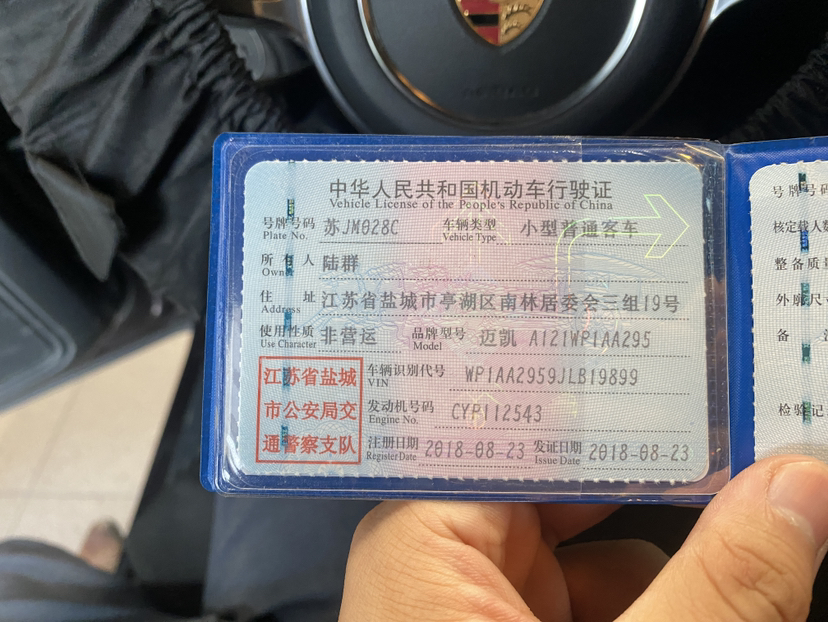 中华人民共和国机动车行驶证
Vehicle License of the People's Republic of China
号牌号码 苏JM028C 车辆类型 小型普通客车
Plate No. Vehicle Type
所有人 陆群
Owner
住址 江苏省盐城市亭湖区南林居委会三组19号
Address
使用性质 非营运 品牌型号 迈凯 A121WP1AA295
Use Character Model
江苏省盐城
市公安局交
通警察支队
车辆识别代号 WP1AA2959JLB19899
VIN
发动机号码 CYP112543
Engine No.
注册日期 2018-08-23 发证日期 2018-08-23
Register Date Issue Date
号牌号码
核定载人数
整备质量
外廓尺寸
备
检验记